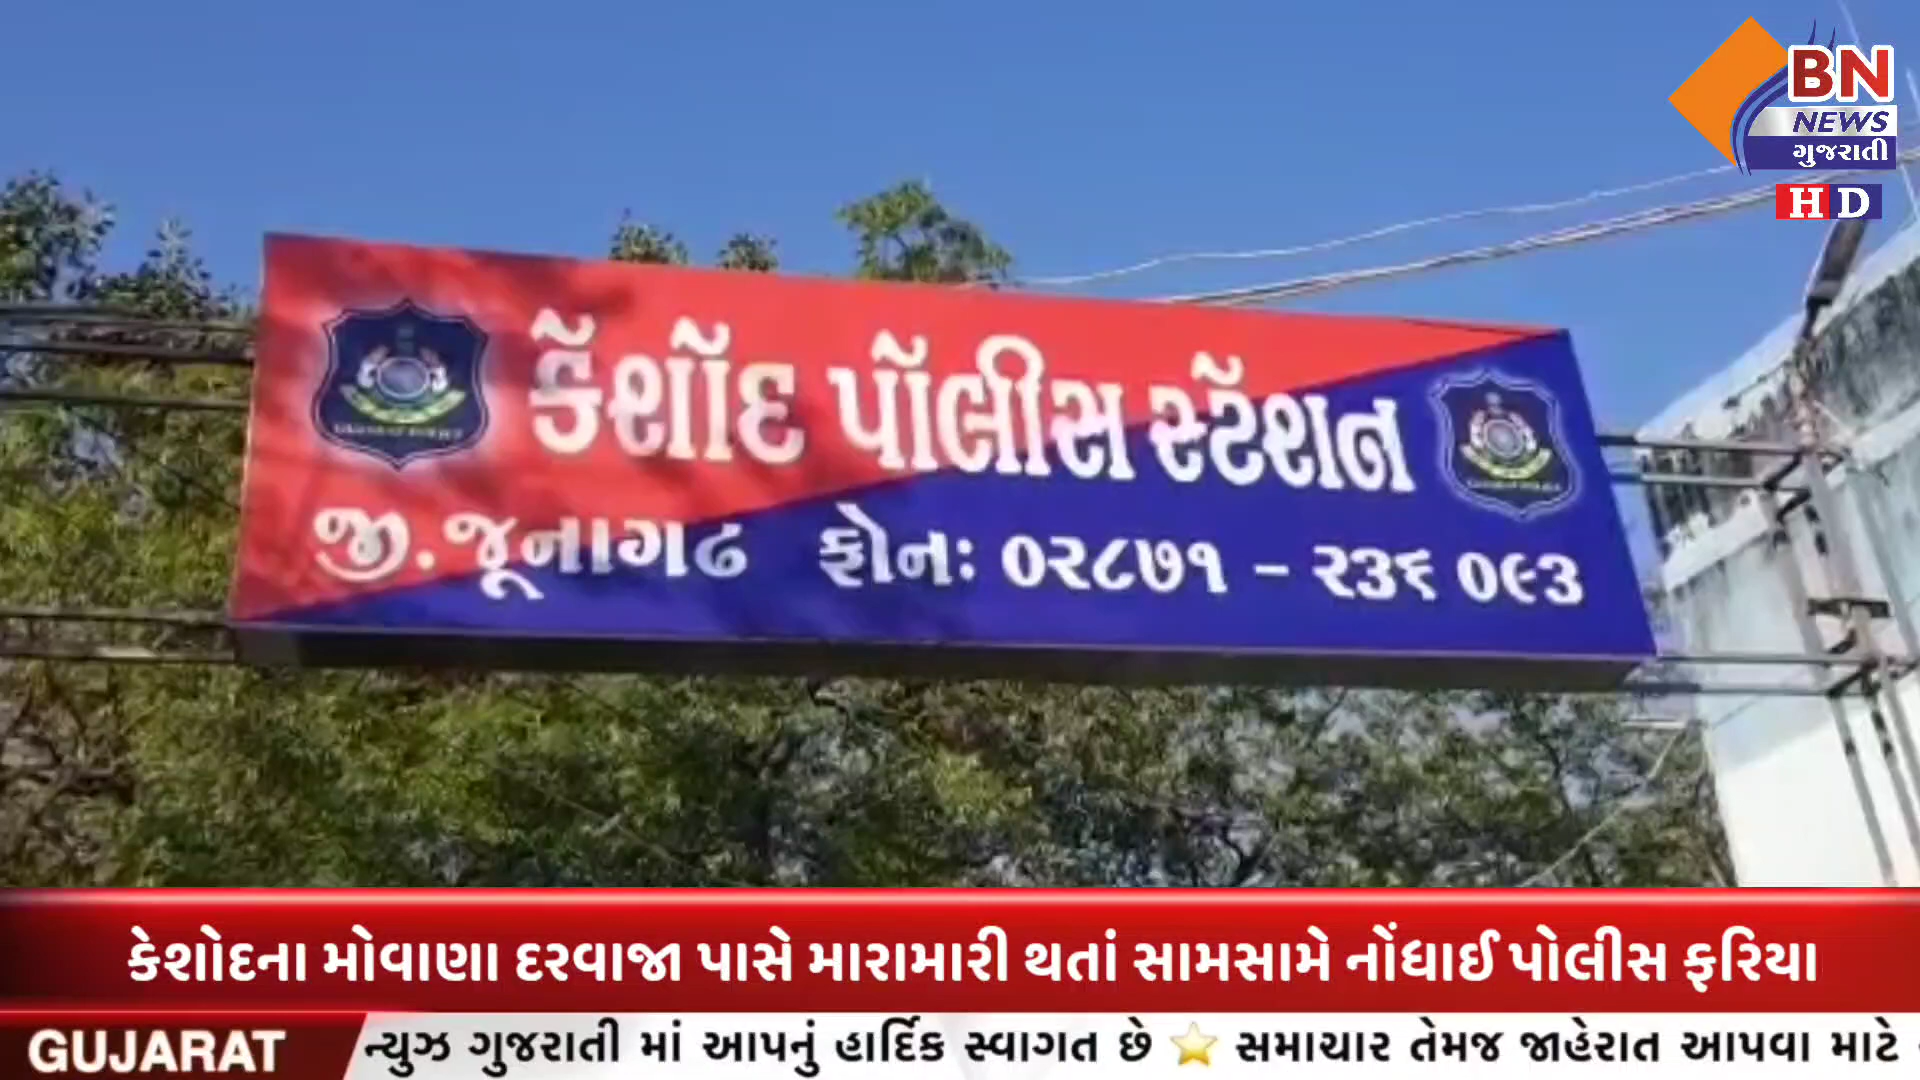 BN
NEWS
ગુજરાતી
HD
કેશોદ પોલીસ સ્ટેશન
જી.જૂનાગઢ ફોનઃ ૦૨૮૭૧ - ૨૩૬ ૦૯૩
કેશોદના મોવાણા દરવાજા પાસે મારામારી થતાં સામસામે નોંધાઈ પોલીસ ફરિયા
GUJARAT ન્યુઝ ગુજરાતી માં આપનું હાર્દિક સ્વાગત છે ⭐ સમાચાર તેમજ જાહેરાત આપવા માટે